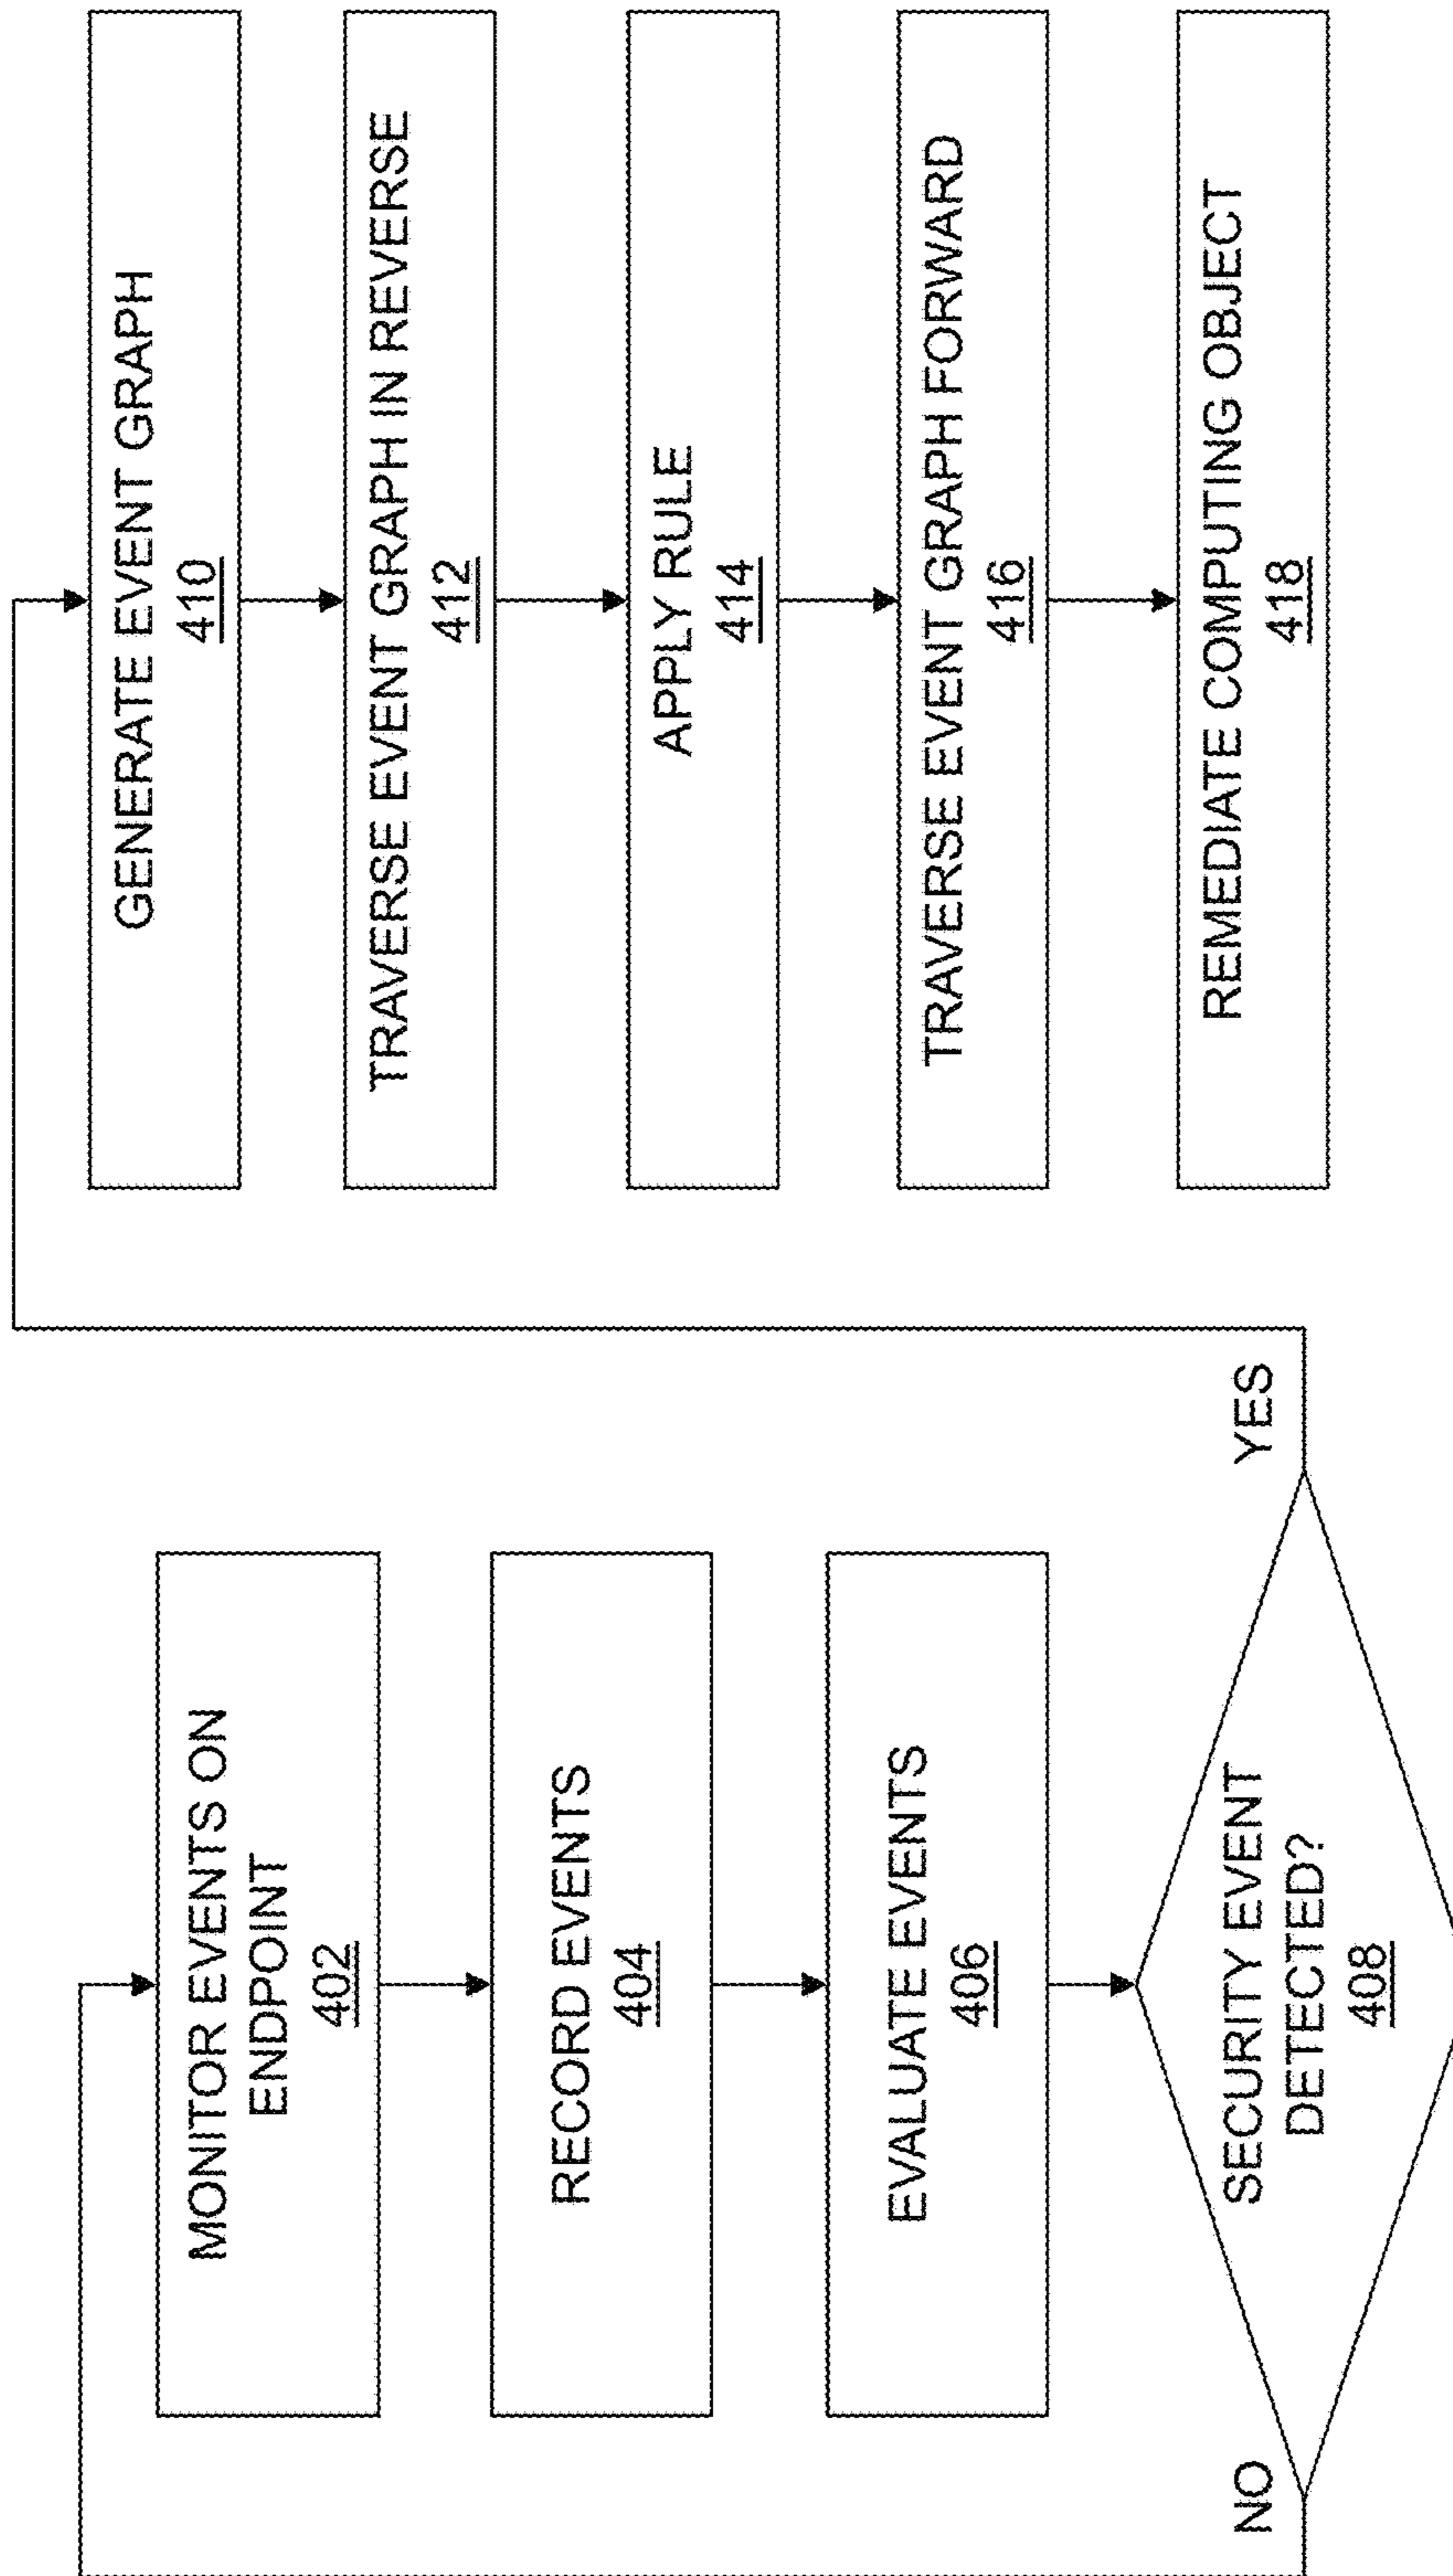 MONITOR EVENTS ON
ENDPOINT
402
RECORD EVENTS
404
EVALUATE EVENTS
406
SECURITY EVENT
DETECTED?
408
NO
YES
GENERATE EVENT GRAPH
410
TRAVERSE EVENT GRAPH IN REVERSE
412
APPLY RULE
414
TRAVERSE EVENT GRAPH FORWARD
416
REMEDIATE COMPUTING OBJECT
418